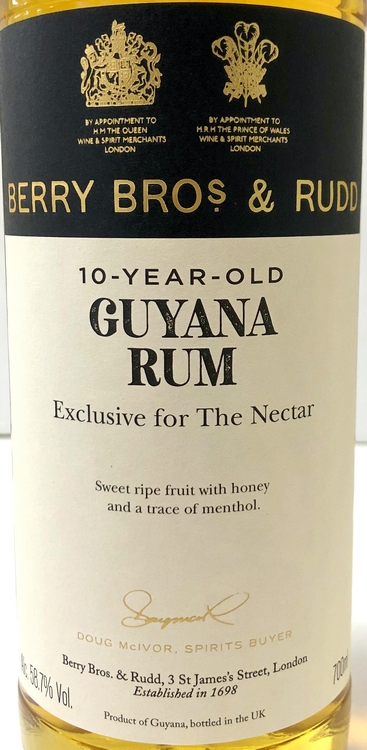 BY APPOINTMENT TO
H.M THE QUEEN
WINE & SPIRIT MERCHANTS
LONDON
BY APPOINTMENT TO
H.R.H THE PRINCE OF WALES
WINE & SPIRIT MERCHANTS
LONDON
BERRY BROS & RUDD
10-YEAR-OLD
GUYANA
RUM
Exclusive for The Nectar
Sweet ripe fruit with honey
and a trace of menthol.
DOUG McIVOR, SPIRITS BUYER
Berry Bros. & Rudd, 3 St James's Street, London
Established in 1698
58.7% Vol.
Product of Guyana, bottled in the UK